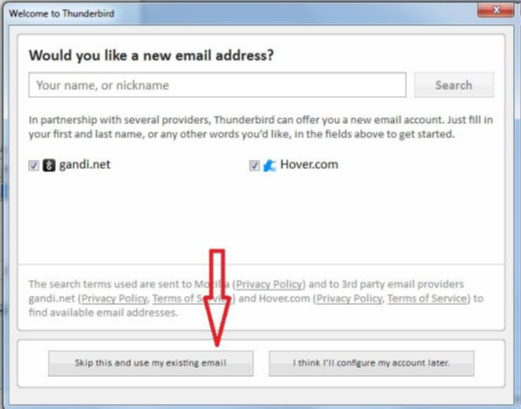 Welcome to Thunderbird
Would you like a new email address?
Your name, or nickname
Search
In partnership with several providers, Thunderbird can offer you a new email account. Just fill in
your first and last name, or any other words you'd like, in the fields above to get started.
gandi.net
Hover.com
The search terms used are sent to Mozilla (Privacy Policy) and to 3rd party email providers
gandi.net (Privacy Policy, Terms of Service) and Hover.com (Privacy Policy, Terms of Service) to
find available email addresses.
Skip this and use my existing email
I think I'll configure my account later.